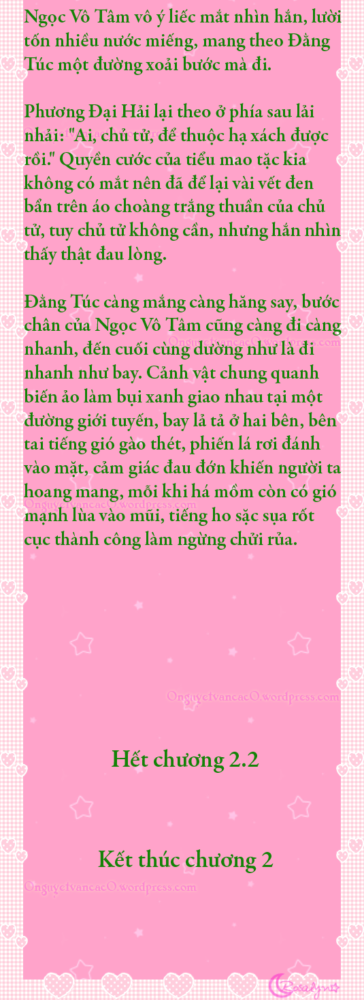 Ngọc Vô Tâm vô ý liếc mắt nhìn hắn, lười
tốn nhiều nước miếng, mang theo Đằng
Túc một đường xoải bước mà đi.
Phương Đại Hải lại theo ở phía sau lải
nhải: "Ai, chủ tử, để thuộc hạ xách được
rồi." Quyền cước của tiểu mao tặc kia
không có mắt nên đã để lại vài vết đen
bẩn trên áo choàng trắng thuần của chủ
tử, tuy chủ tử không cần, nhưng hắn nhìn
thấy thật đau lòng.
Đằng Túc càng mắng càng hăng say, bước
chân của Ngọc Vô Tâm cũng càng đi càng
0nguyetvancac0.wordpress.com
nhanh, đến cuối cùng dường như là đi
nhanh như bay. Cảnh vật chung quanh
biến ảo làm bụi xanh giao nhau tại một
đường giới tuyến, bay lả tả ở hai bên, bên
tai tiếng gió gào thét, phiến lá rơi đánh
vào mặt, cảm giác đau đớn khiến người ta
hoang mang, mỗi khi há mồm còn có gió
0nguyetvancac0.wordpress.com
mạnh lùa vào mũi, tiếng ho sặc sụa rốt
cục thành công làm ngừng chửi rủa.
0nguyetvancac0.wordpress.com
Hết chương 2.2
Kết thúc chương 2
0nguyetvancac0.wordpress.com
Rosalyn